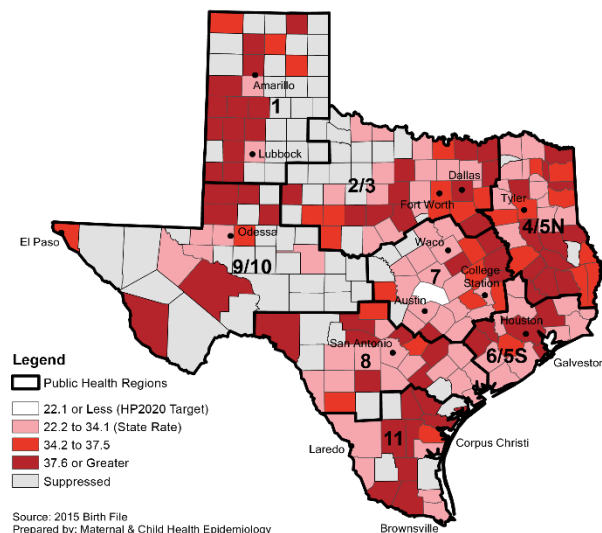 Amarillo
1
Lubbock
2/3
Dallas
Fort Worth
Tyler
4/5N
El Paso
Odessa
9/10
Waco
7
College
Station
Austin
Houston
San Antonio
8
6/5S
Galveston
Legend
Public Health Regions
22.1 or Less (HP2020 Target)
22.2 to 34.1 (State Rate)
34.2 to 37.5
37.6 or Greater
Suppressed
11
Laredo
Corpus Christi
Brownsville
Source: 2015 Birth File
Prepared by: Maternal & Child Health Epidemiology